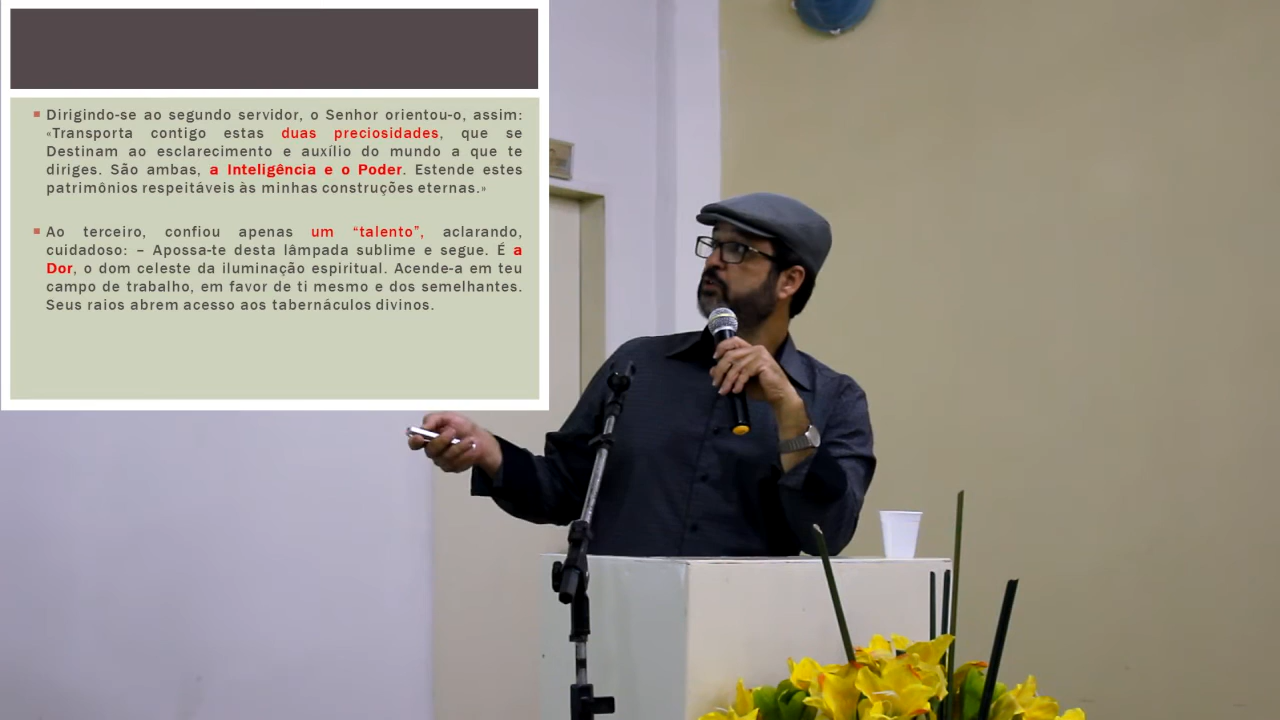 Dirigindo-se ao segundo servidor, o Senhor orientou-o, assim:
«Transporta contigo estas duas preciosidades, que se
Destinam ao esclarecimento e auxílio do mundo a que te
diriges. São ambas, a Inteligência e o Poder. Estende estes
patrimônios respeitáveis às minhas construções eternas.»
Ao terceiro, confiou apenas um “talento”, aclarando,
cuidadoso: – Apossa-te desta lâmpada sublime e segue. É a
Dor, o dom celeste da iluminação espiritual. Acende-a em teu
campo de trabalho, em favor de ti mesmo e dos semelhantes.
Seus raios abrem acesso aos tabernáculos divinos.